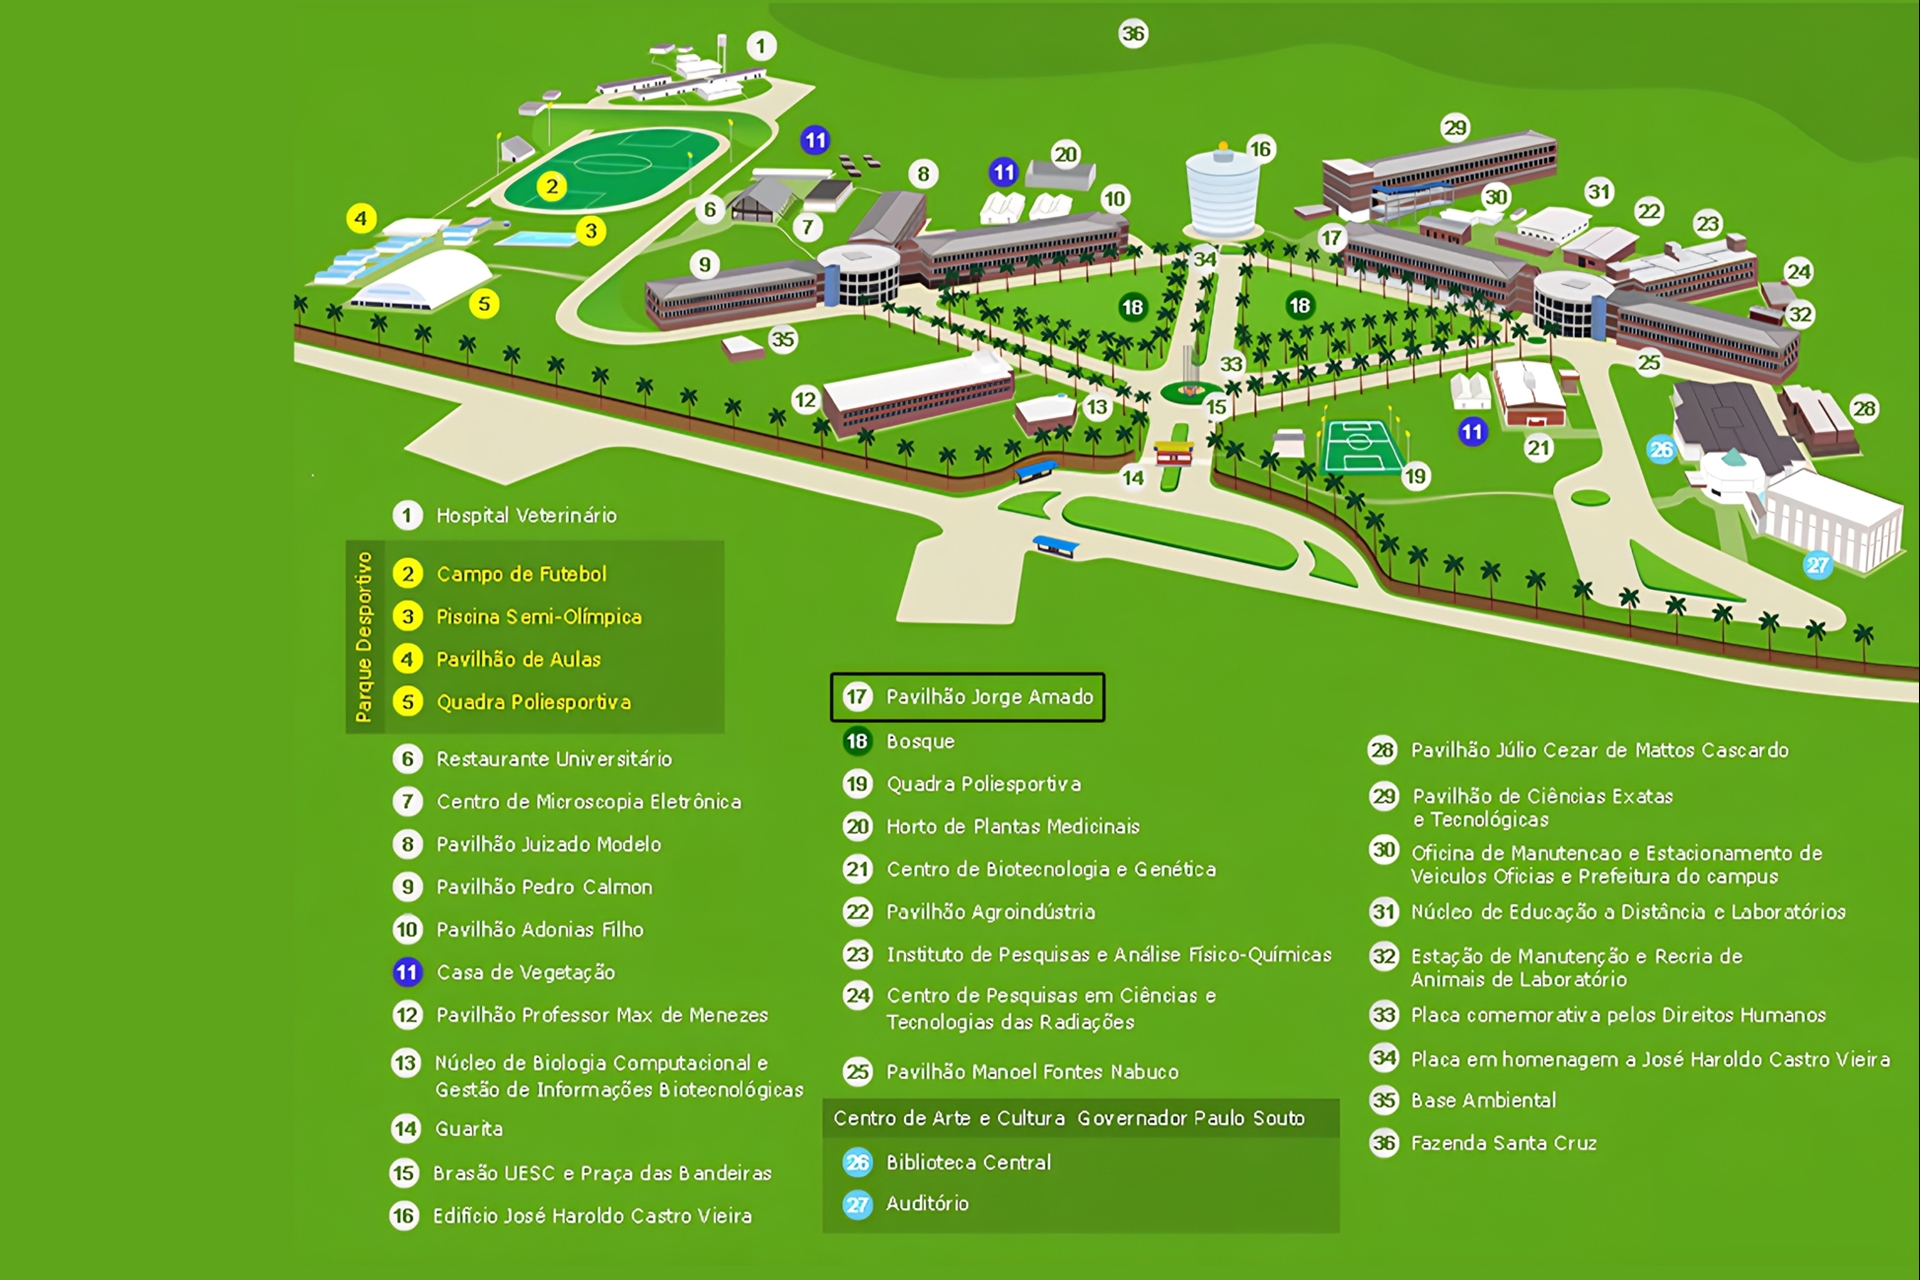 36
1
29
11
20
16
8
11
2
10
31
30
22
6
4
3
7
17
23
34
9
24
5
18
18
32
35
33
25
12
13
15
28
11
21
26
14
19
27
1 Hospital Veterinário
Parque Desportivo
2 Campo de Futebol
3 Piscina Semi-Olímpica
4 Pavilhão de Aulas
5 Quadra Poliesportiva
6 Restaurante Universitário
7 Centro de Microscopia Eletrônica
8 Pavilhão Juizado Modelo
9 Pavilhão Pedro Calmon
10 Pavilhão Adonias Filho
11 Casa de Vegetação
12 Pavilhão Professor Max de Menezes
13 Núcleo de Biologia Computacional e
Gestão de Informações Biotecnológicas
14 Guarita
15 Brasão UESC e Praça das Bandeiras
16 Edifício José Haroldo Castro Vieira
17 Pavilhão Jorge Amado
18 Bosque
19 Quadra Poliesportiva
20 Horto de Plantas Medicinais
21 Centro de Biotecnologia e Genética
22 Pavilhão Agroindústria
23 Instituto de Pesquisas e Análise Físico-Químicas
24 Centro de Pesquisas em Ciências e
Tecnologias das Radiações
25 Pavilhão Manoel Fontes Nabuco
Centro de Arte e Cultura Governador Paulo Souto
26 Biblioteca Central
27 Auditório
28 Pavilhão Júlio Cezar de Mattos Cascardo
29 Pavilhão de Ciências Exatas
e Tecnológicas
30 Oficina de Manutencao e Estacionamento de
Veiculos Oficias e Prefeitura do campus
31 Núcleo de Educação a Distância e Laboratórios
32 Estação de Manutenção e Recria de
Animais de Laboratório
33 Placa comemorativa pelos Direitos Humanos
34 Placa em homenagem a José Haroldo Castro Vieira
35 Base Ambiental
36 Fazenda Santa Cruz